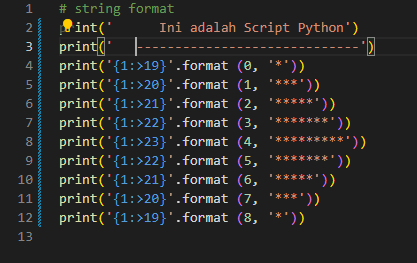 1 # string format
2 print('      Ini adalah Script Python')
3 print('   ----------------------------')
4 print('{1:>19}'.format (0, '*'))
5 print('{1:>20}'.format (1, '***'))
6 print('{1:>21}'.format (2, '*****'))
7 print('{1:>22}'.format (3, '*******'))
8 print('{1:>23}'.format (4, '*********'))
9 print('{1:>22}'.format (5, '*******'))
10 print('{1:>21}'.format (6, '*****'))
11 print('{1:>20}'.format (7, '***'))
12 print('{1:>19}'.format (8, '*'))
13